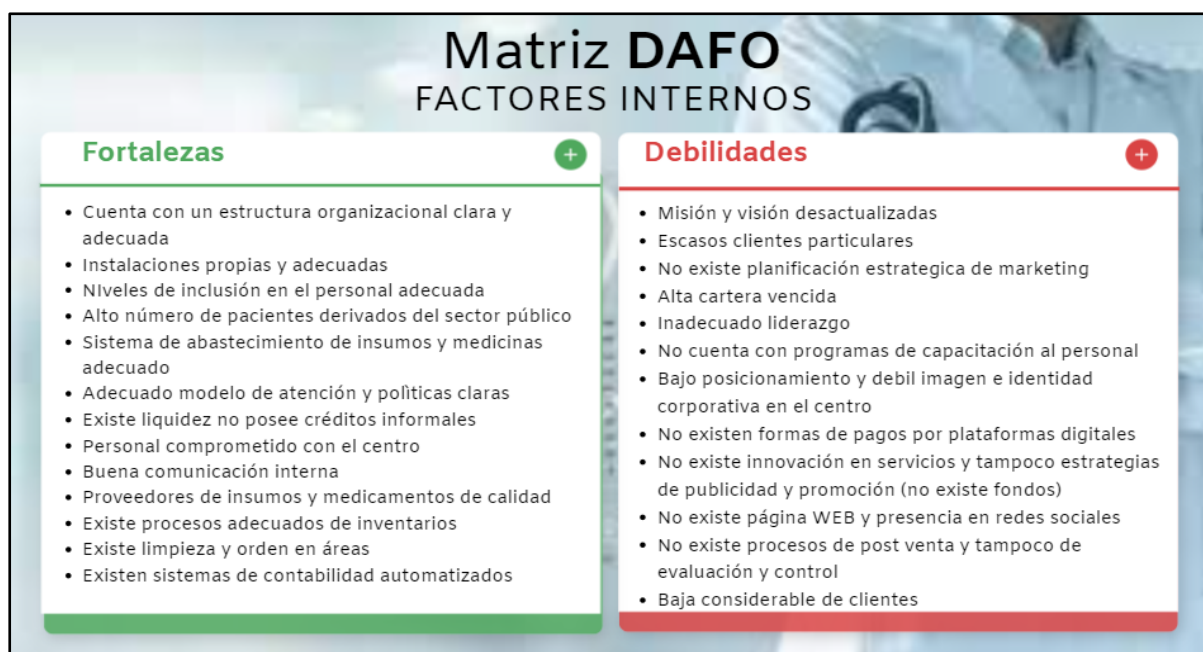 Matriz DAFO
FACTORES INTERNOS
Fortalezas
+
• Cuenta con un estructura organizacional clara y
adecuada
• Instalaciones propias y adecuadas
• NIveles de inclusión en el personal adecuada
• Alto número de pacientes derivados del sector público
• Sistema de abastecimiento de insumos y medicinas
adecuado
• Adecuado modelo de atención y polìticas claras
• Existe liquidez no posee créditos informales
• Personal comprometido con el centro
• Buena comunicación interna
• Proveedores de insumos y medicamentos de calidad
• Existe procesos adecuados de inventarios
• Existe limpieza y orden en áreas
• Existen sistemas de contabilidad automatizados
Debilidades
+
• Misión y visión desactualizadas
• Escasos clientes particulares
• No existe planificación estrategica de marketing
• Alta cartera vencida
• Inadecuado liderazgo
• No cuenta con programas de capacitación al personal
• Bajo posicionamiento y debil imagen e identidad
corporativa en el centro
• No existen formas de pagos por plataformas digitales
• No existe innovación en servicios y tampoco estrategias
de publicidad y promoción (no existe fondos)
• No existe página WEB y presencia en redes sociales
• No existe procesos de post venta y tampoco de
evaluación y control
• Baja considerable de clientes